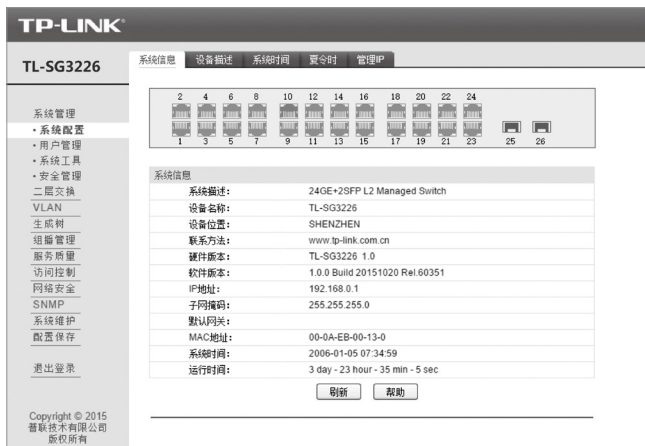 TP-LINK
TL-SG3226
系统信息 设备描述 系统时间 夏令时 管理IP
2 4 6 8 10 12 14 16 18 20 22 24
1 3 5 7 9 11 13 15 17 19 21 23 25 26
系统管理
• 系统配置
• 用户管理
• 系统工具
• 安全管理
二层交换
VLAN
生成树
组播管理
服务质量
访问控制
网络安全
SNMP
系统维护
配置保存
退出登录
Copyright © 2015
普联技术有限公司
版权所有
系统信息
系统描述： 24GE+2SFP L2 Managed Switch
设备名称： TL-SG3226
设备位置： SHENZHEN
联系方法： www.tp-link.com.cn
硬件版本： TL-SG3226 1.0
软件版本： 1.0.0 Build 20151020 Rel.60351
IP地址： 192.168.0.1
子网掩码： 255.255.255.0
默认网关：
MAC地址： 00-0A-EB-00-13-0
系统时间： 2006-01-05 07:34:59
运行时间： 3 day - 23 hour - 35 min - 5 sec
刷新 帮助